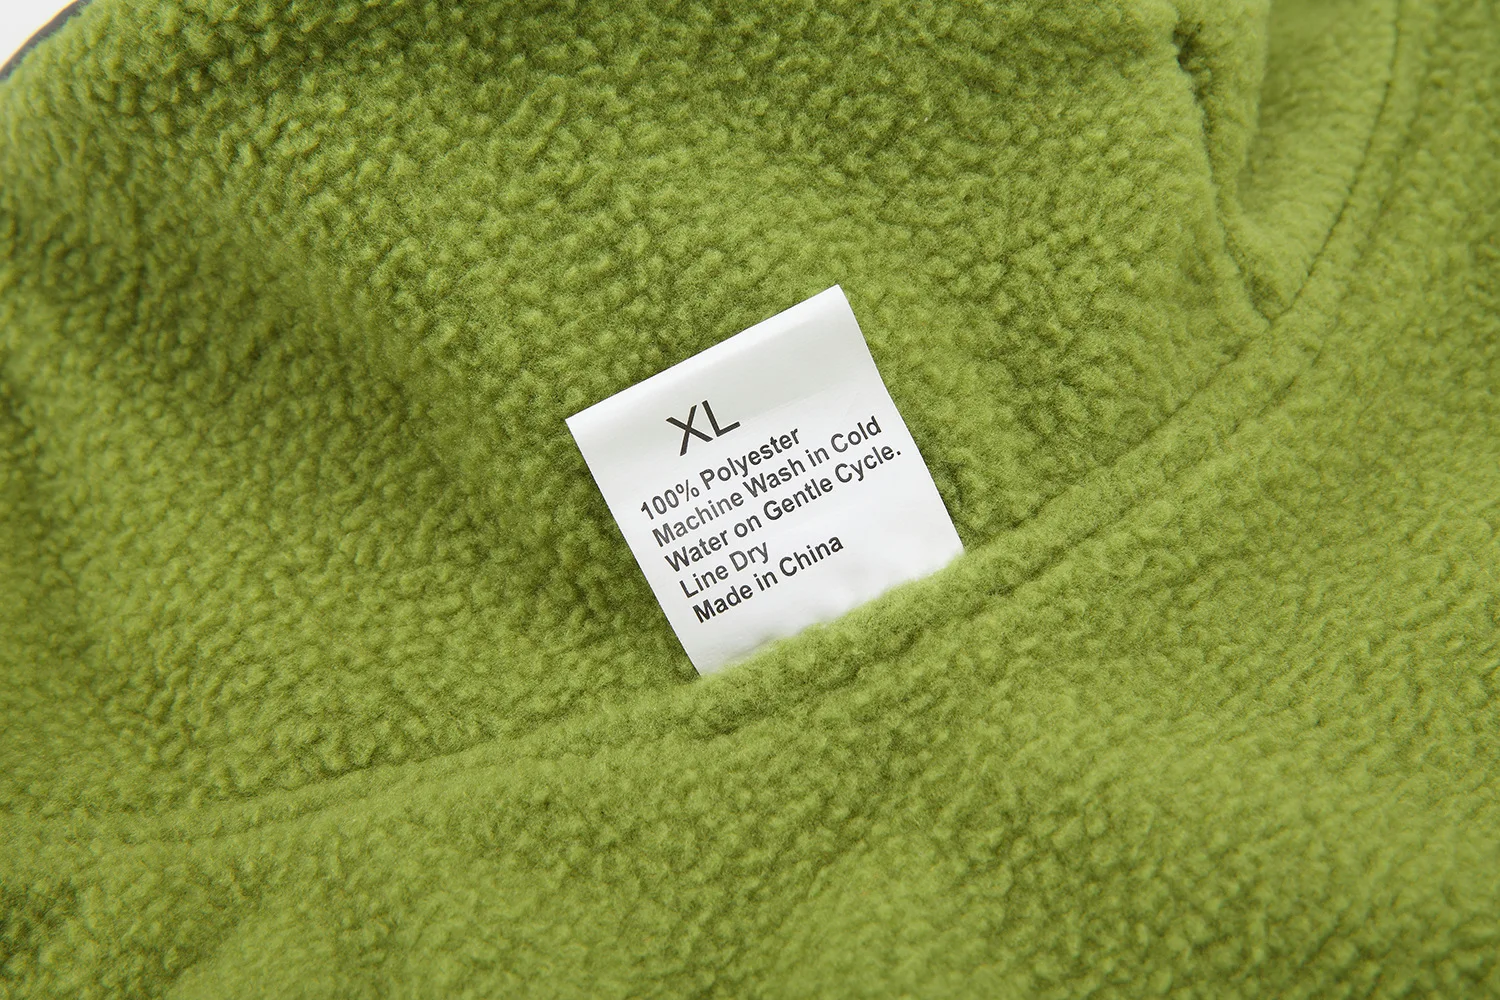 XL
100% Polyester
Machine Wash in Cold
Water on Gentle Cycle.
Line Dry
Made in China